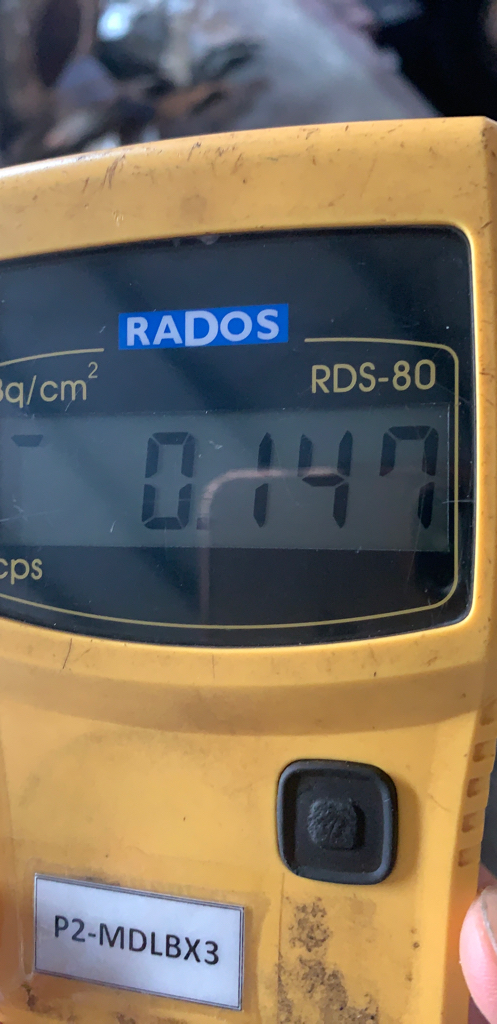 RADOS
Bq/cm²
RDS-80
0.147
cps
P2-MDLBX3